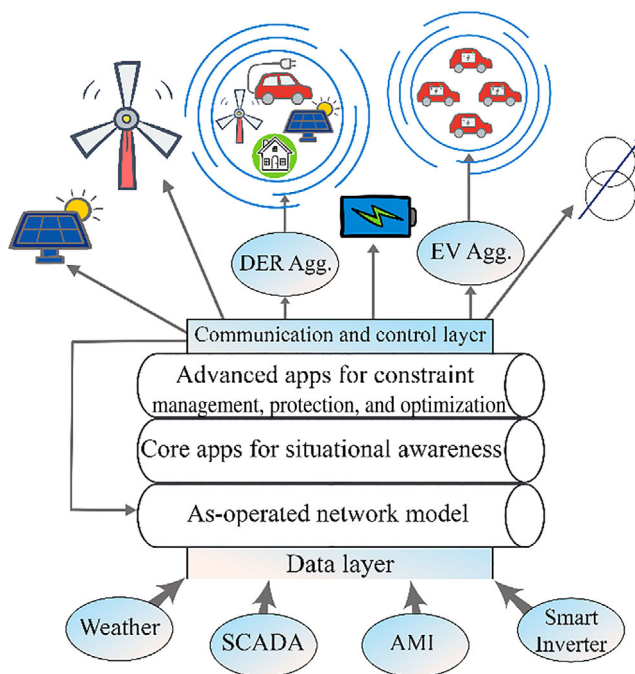 DER Agg.
EV Agg.
Communication and control layer
Advanced apps for constraint
management, protection, and optimization
Core apps for situational awareness
As-operated network model
Data layer
Weather
SCADA
AMI
Smart
Inverter